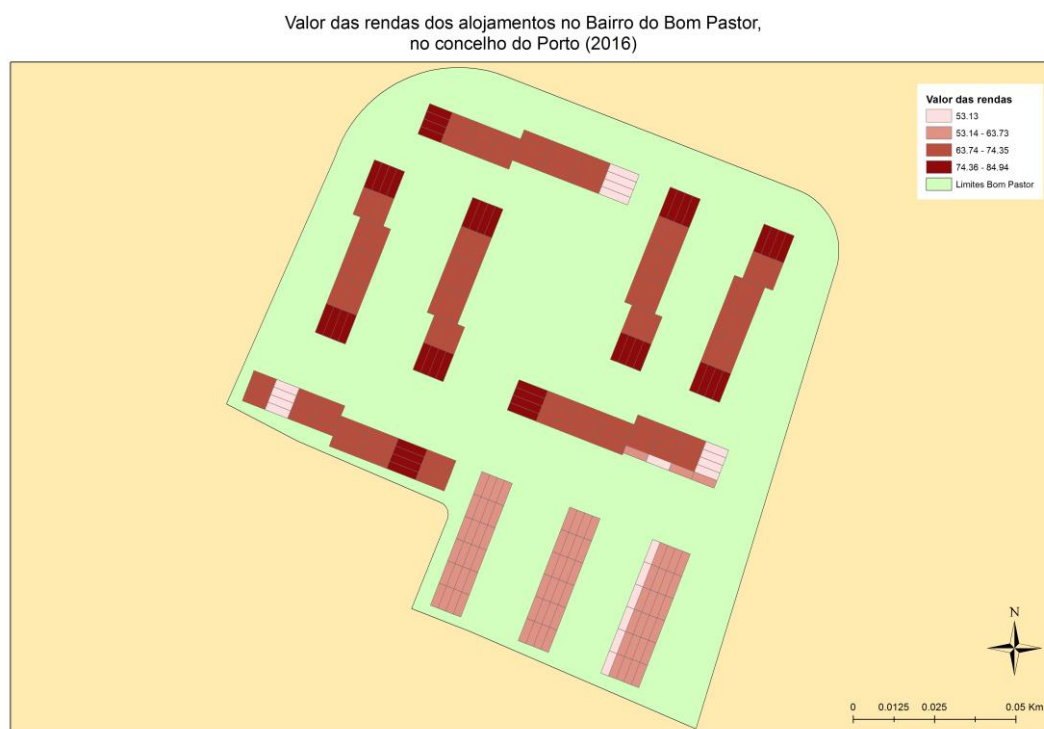 Valor das rendas dos alojamentos no Bairro do Bom Pastor,
no concelho do Porto (2016)
Valor das rendas
53.13
53.14 - 63.73
63.74 - 74.35
74.36 - 84.94
Limites Bom Pastor
N
0 0.0125 0.025 0.05 Km